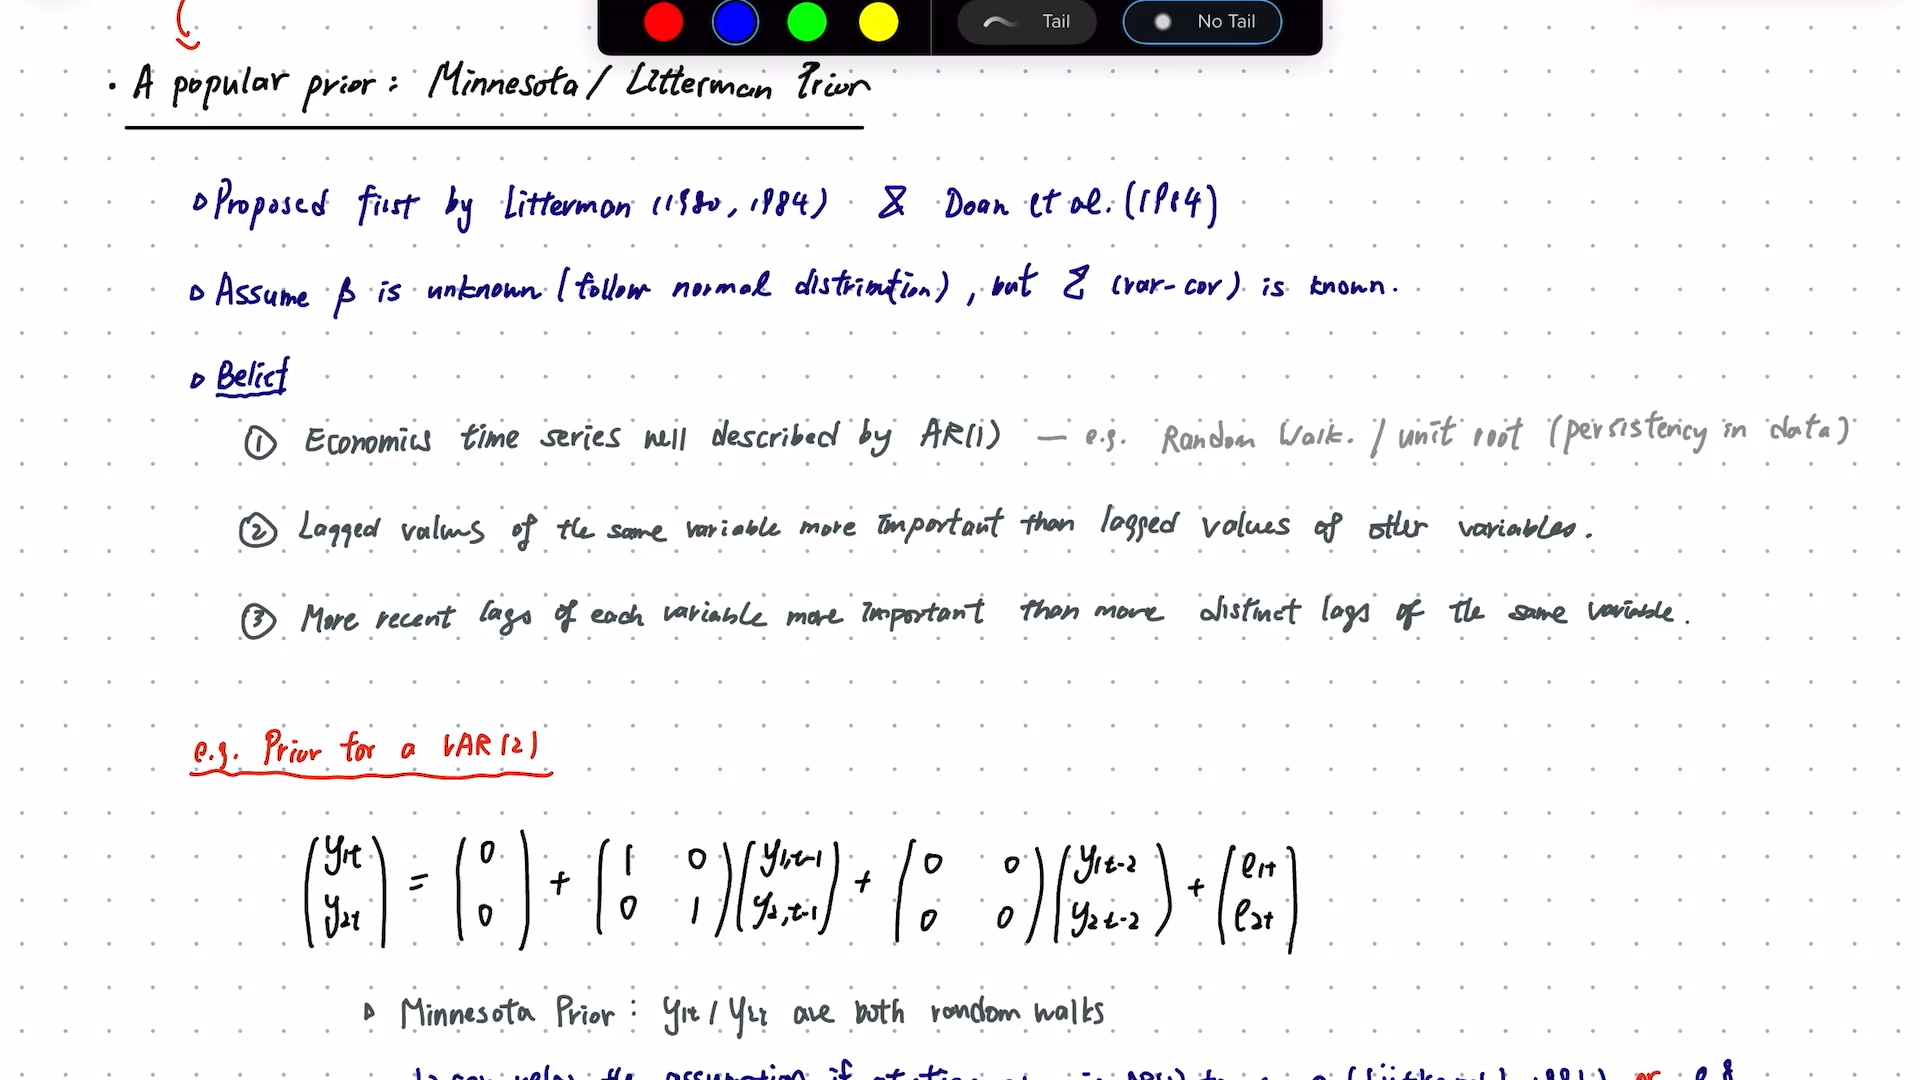 Tail
No Tail
· A popular prior: Minnesota / Litterman Prior
▷ Proposed first by Litterman (1980, 1984) & Doan et al. (1984)
▷ Assume β is unknown (follow normal distribution), but Σ (var-cov) is known.
▷ Belief
① Economics time series well described by AR(1) — e.g. Random Walk. / unit root (persistency in data)
② Lagged values of the same variable more important than lagged values of other variables.
③ More recent lags of each variable more important than more distinct lags of the same variable.
e.g. Prior for a VAR(2)
(y1t y2t) = (0 0) + (1 0 0 1)(y1,t-1 y2,t-1) + (0 0 0 0)(y1t-2 y2t-2) + (e1t e2t)
▷ Minnesota Prior: y1t / y2t are both random walks
the assumption if